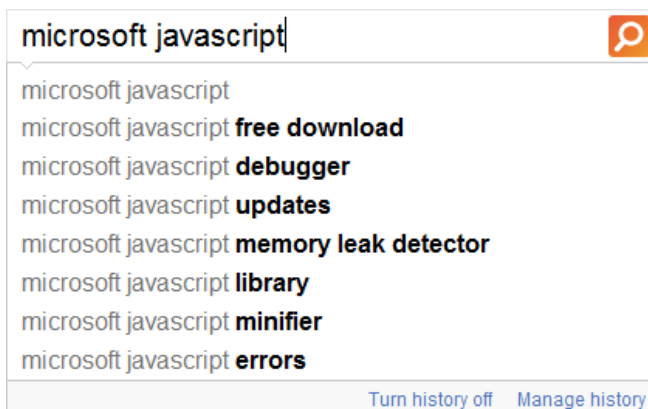 microsoft javascript
microsoft javascript
microsoft javascript free download
microsoft javascript debugger
microsoft javascript updates
microsoft javascript memory leak detector
microsoft javascript library
microsoft javascript minifier
microsoft javascript errors
Turn history off Manage history